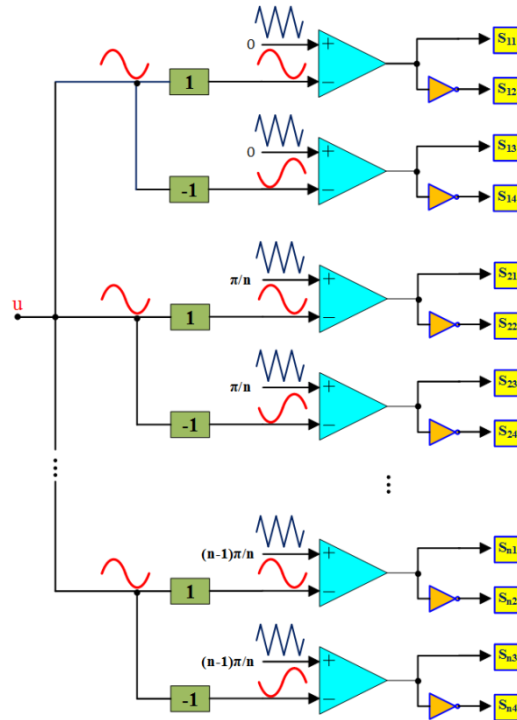 0
+
−
1
S11
S12
0
+
−
-1
S13
S14
π/n
+
−
1
S21
S22
u
π/n
+
−
-1
S23
S24
(n-1)π/n
+
−
1
Sn1
Sn2
(n-1)π/n
+
−
-1
Sn3
Sn4